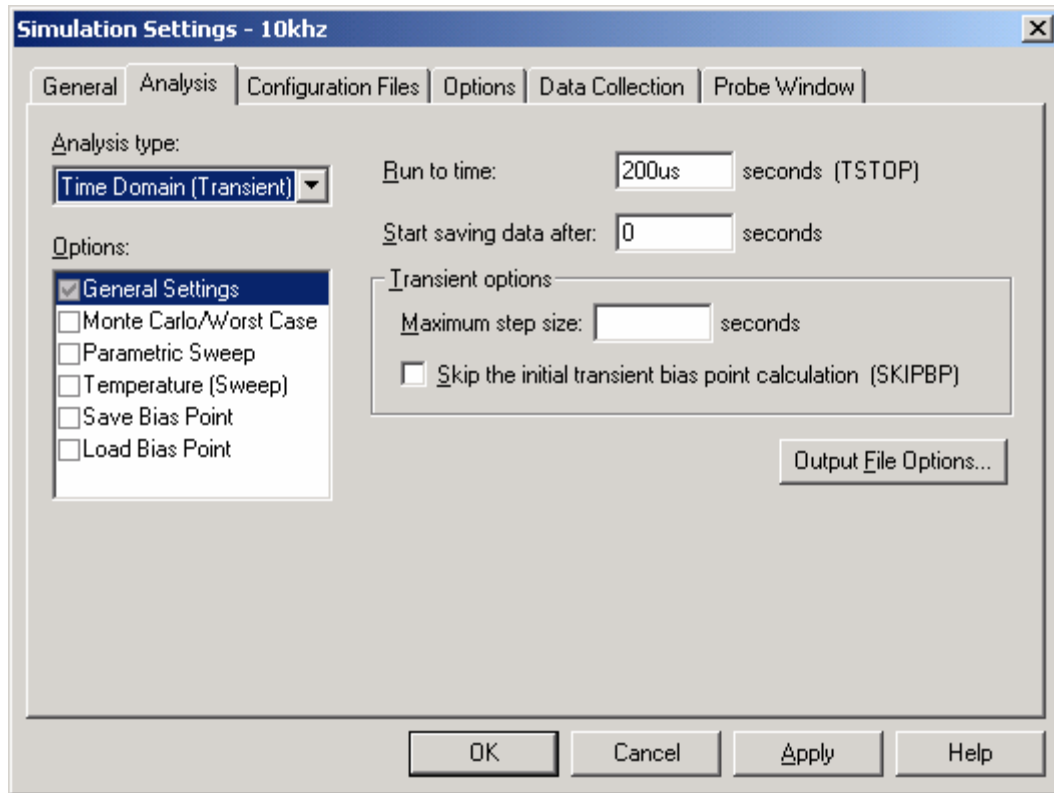 Simulation Settings - 10khz
General Analysis Configuration Files Options Data Collection Probe Window
Analysis type:
Time Domain (Transient)
Options:
General Settings
Monte Carlo/Worst Case
Parametric Sweep
Temperature (Sweep)
Save Bias Point
Load Bias Point
Run to time: 200us seconds (TSTOP)
Start saving data after: 0 seconds
Transient options
Maximum step size: seconds
Skip the initial transient bias point calculation (SKIPBP)
Output File Options...
OK Cancel Apply Help